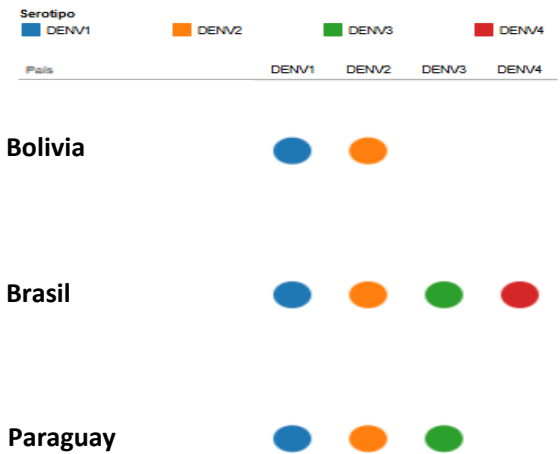 Serotipo
DENV1 DENV2 DENV3 DENV4
País DENV1 DENV2 DENV3 DENV4
Bolivia
Brasil
Paraguay